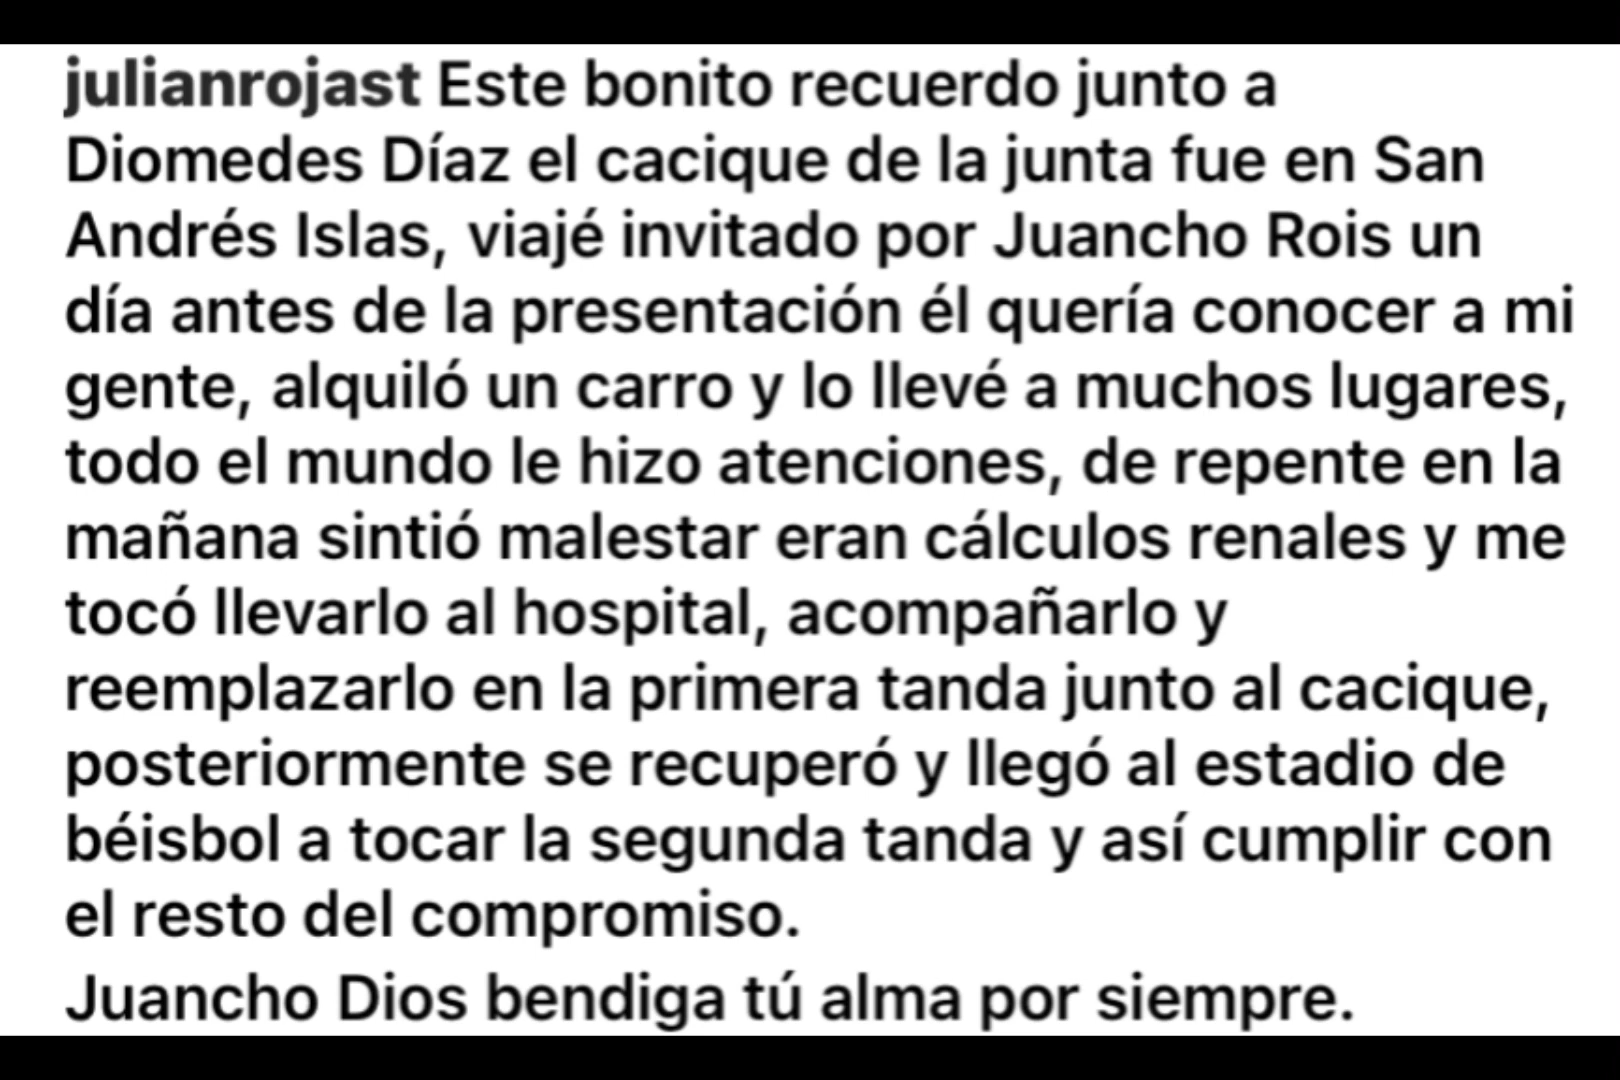 julianrojast Este bonito recuerdo junto a
Diomedes Díaz el cacique de la junta fue en San
Andrés Islas, viajé invitado por Juancho Rois un
día antes de la presentación él quería conocer a mi
gente, alquiló un carro y lo llevé a muchos lugares,
todo el mundo le hizo atenciones, de repente en la
mañana sintió malestar eran cálculos renales y me
tocó llevarlo al hospital, acompañarlo y
reemplazarlo en la primera tanda junto al cacique,
posteriormente se recuperó y llegó al estadio de
béisbol a tocar la segunda tanda y así cumplir con
el resto del compromiso.
Juancho Dios bendiga tú alma por siempre.